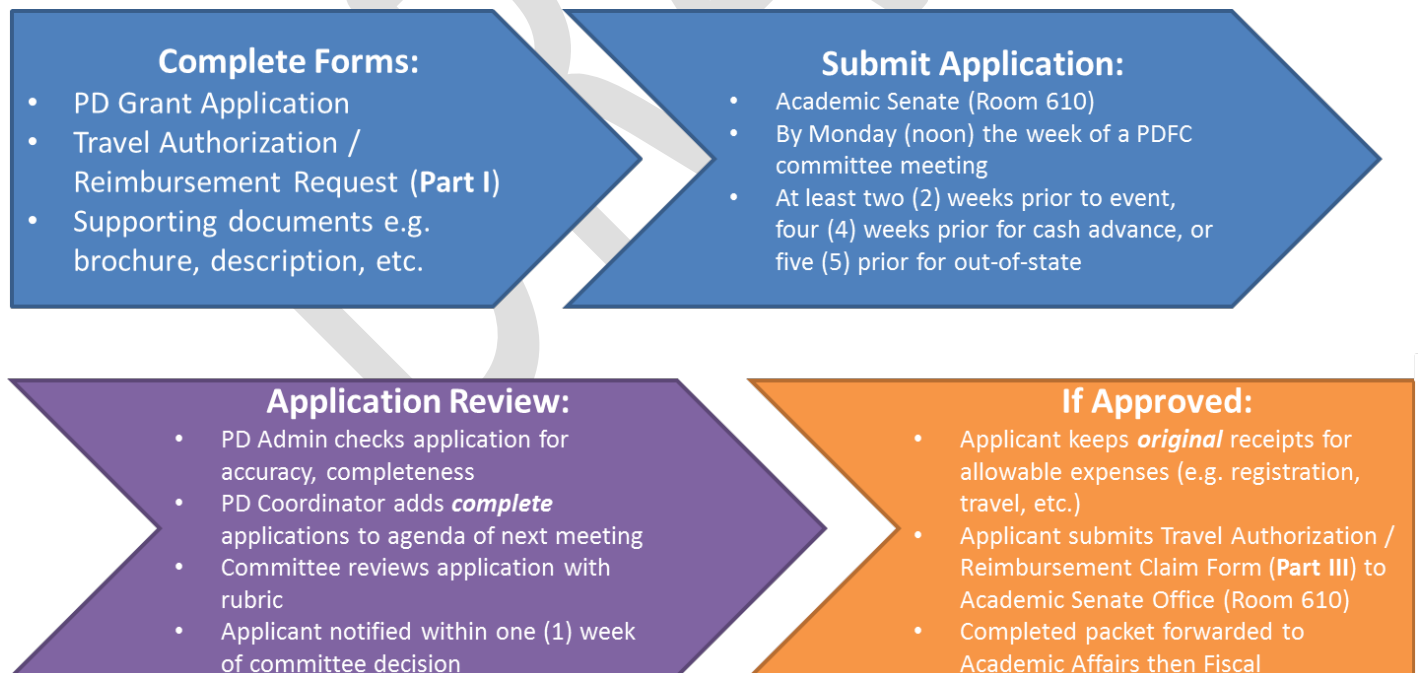 Complete Forms:
• PD Grant Application
• Travel Authorization /
Reimbursement Request (Part I)
• Supporting documents e.g.
brochure, description, etc.
Submit Application:
• Academic Senate (Room 610)
• By Monday (noon) the week of a PDFC
committee meeting
• At least two (2) weeks prior to event,
four (4) weeks prior for cash advance, or
five (5) prior for out-of-state
Application Review:
• PD Admin checks application for
accuracy, completeness
• PD Coordinator adds complete
applications to agenda of next meeting
• Committee reviews application with
rubric
• Applicant notified within one (1) week
of committee decision
If Approved:
• Applicant keeps original receipts for
allowable expenses (e.g. registration,
travel, etc.)
• Applicant submits Travel Authorization /
Reimbursement Claim Form (Part III) to
Academic Senate Office (Room 610)
• Completed packet forwarded to
Academic Affairs then Fiscal